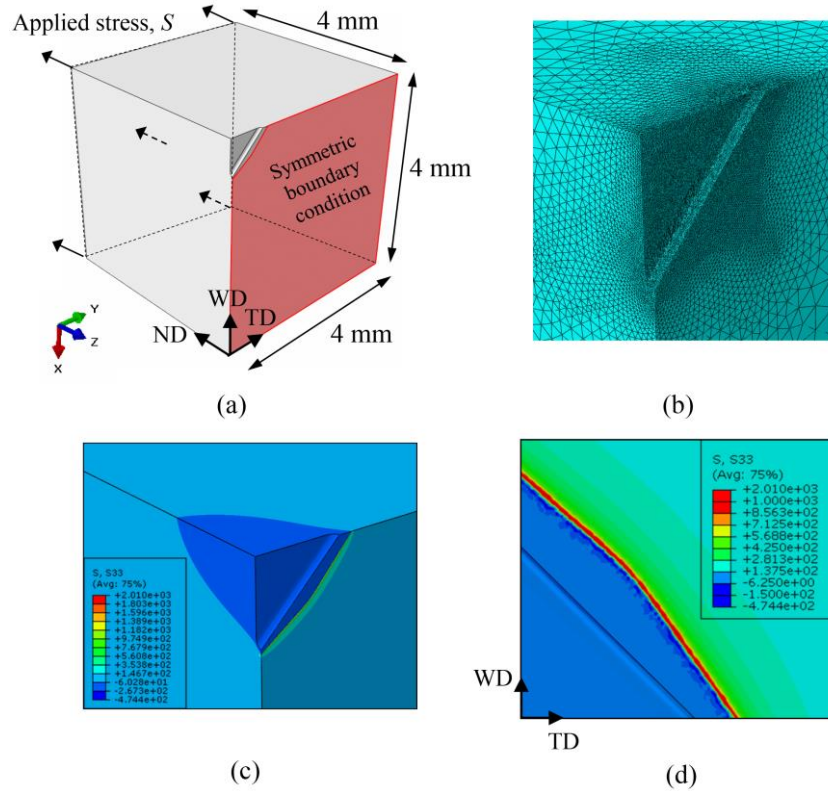 Applied stress, S
4 mm
4 mm
4 mm
Symmetric
boundary
condition
WD
TD
ND
Y
Z
X
(a)
(b)
S, S33
(Avg: 75%)
+2.010e+03
+1.803e+03
+1.596e+03
+1.389e+03
+1.182e+03
+9.749e+02
+7.679e+02
+5.608e+02
+3.538e+02
+1.467e+02
-6.028e+01
-2.673e+02
-4.744e+02
(c)
S, S33
(Avg: 75%)
+2.010e+03
+1.000e+03
+8.563e+02
+7.125e+02
+5.688e+02
+4.250e+02
+2.813e+02
+1.375e+02
-6.250e+00
-1.500e+02
-4.744e+02
WD
TD
(d)